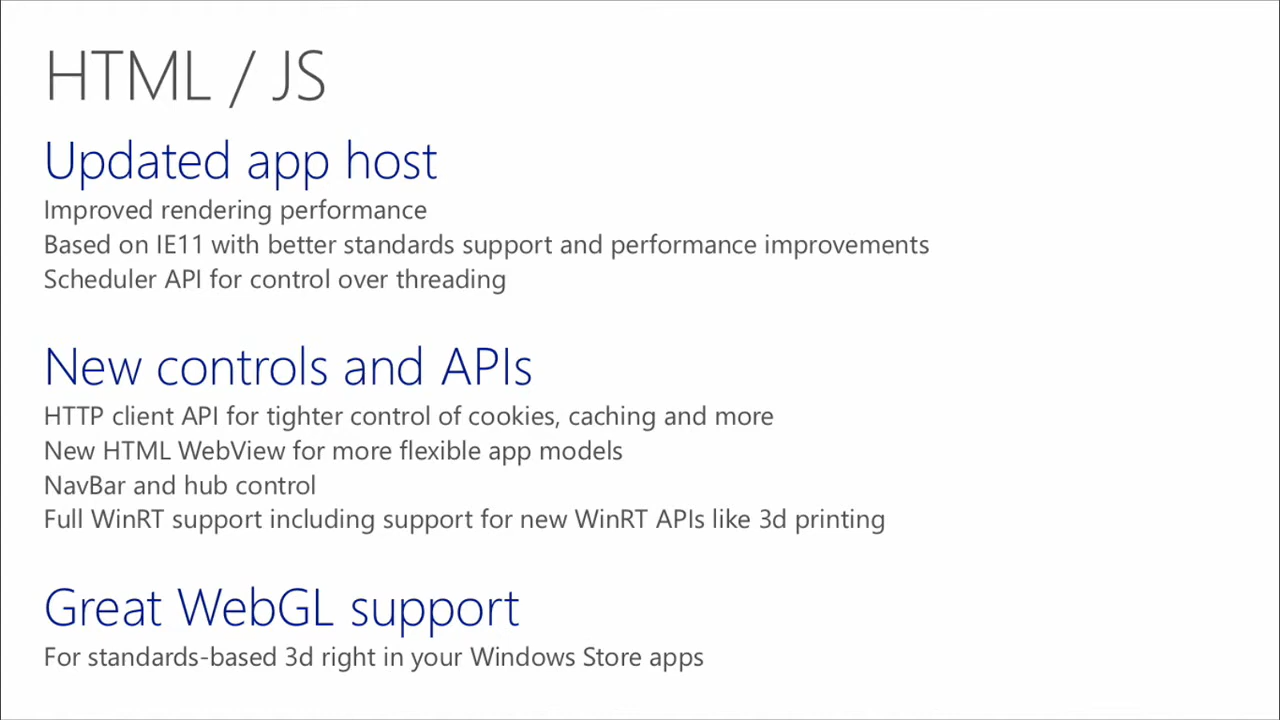 HTML / JS
Updated app host
Improved rendering performance
Based on IE11 with better standards support and performance improvements
Scheduler API for control over threading
New controls and APIs
HTTP client API for tighter control of cookies, caching and more
New HTML WebView for more flexible app models
NavBar and hub control
Full WinRT support including support for new WinRT APIs like 3d printing
Great WebGL support
For standards-based 3d right in your Windows Store apps